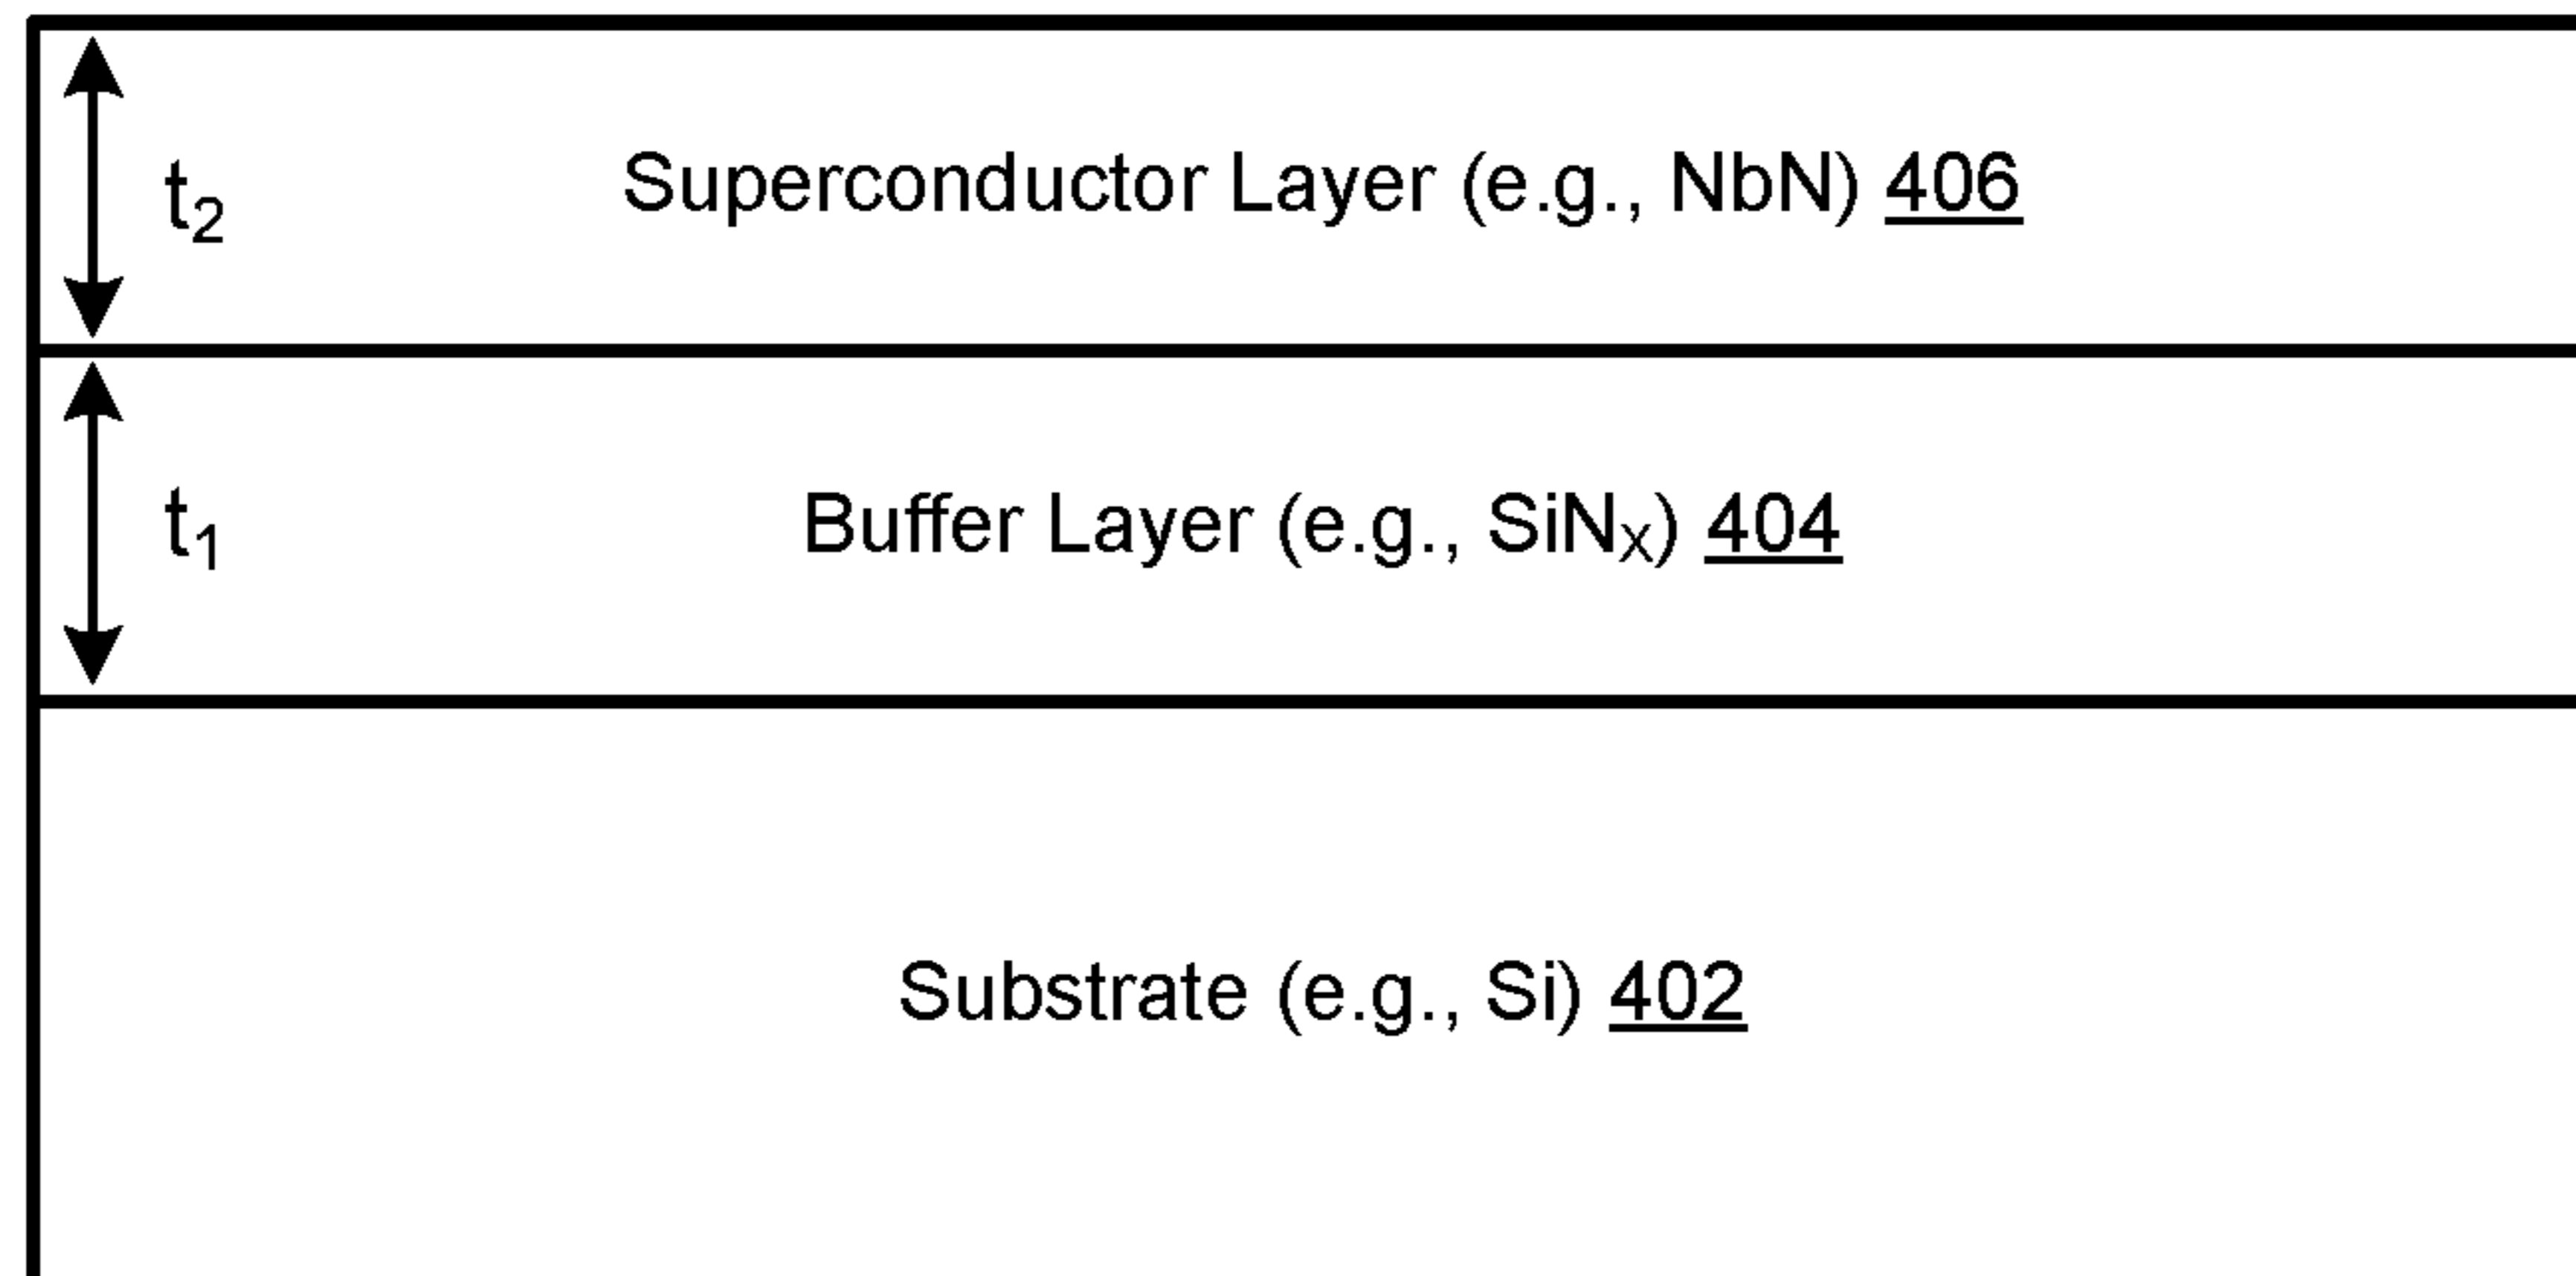 t2
Superconductor Layer (e.g., NbN) 406
t1
Buffer Layer (e.g., SiNX) 404
Substrate (e.g., Si) 402